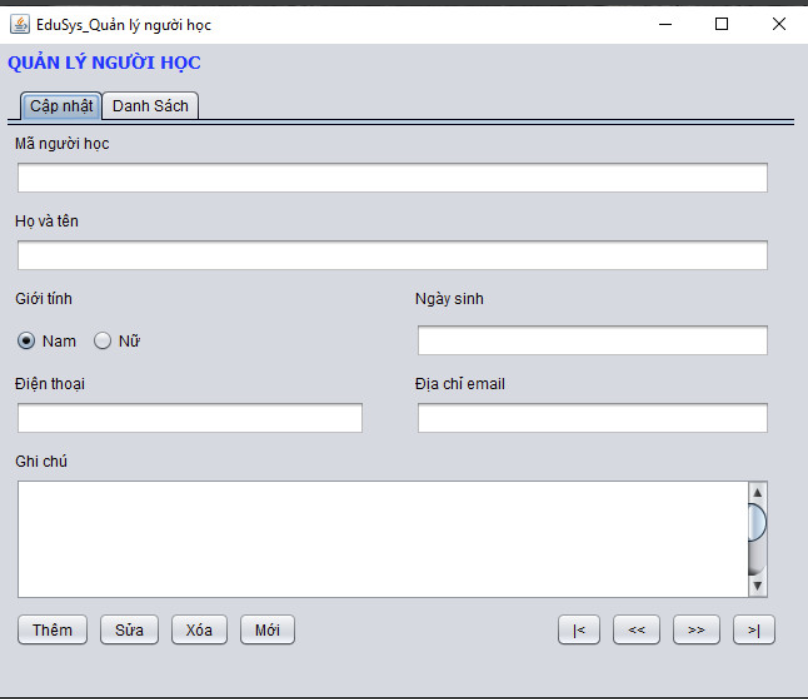 EduSys_Quản lý người học
QUẢN LÝ NGƯỜI HỌC
Cập nhật Danh Sách
Mã người học
Họ và tên
Giới tính Ngày sinh
Nam Nữ
Điện thoại Địa chỉ email
Ghi chú
Thêm Sửa Xóa Mới |< << >> >|